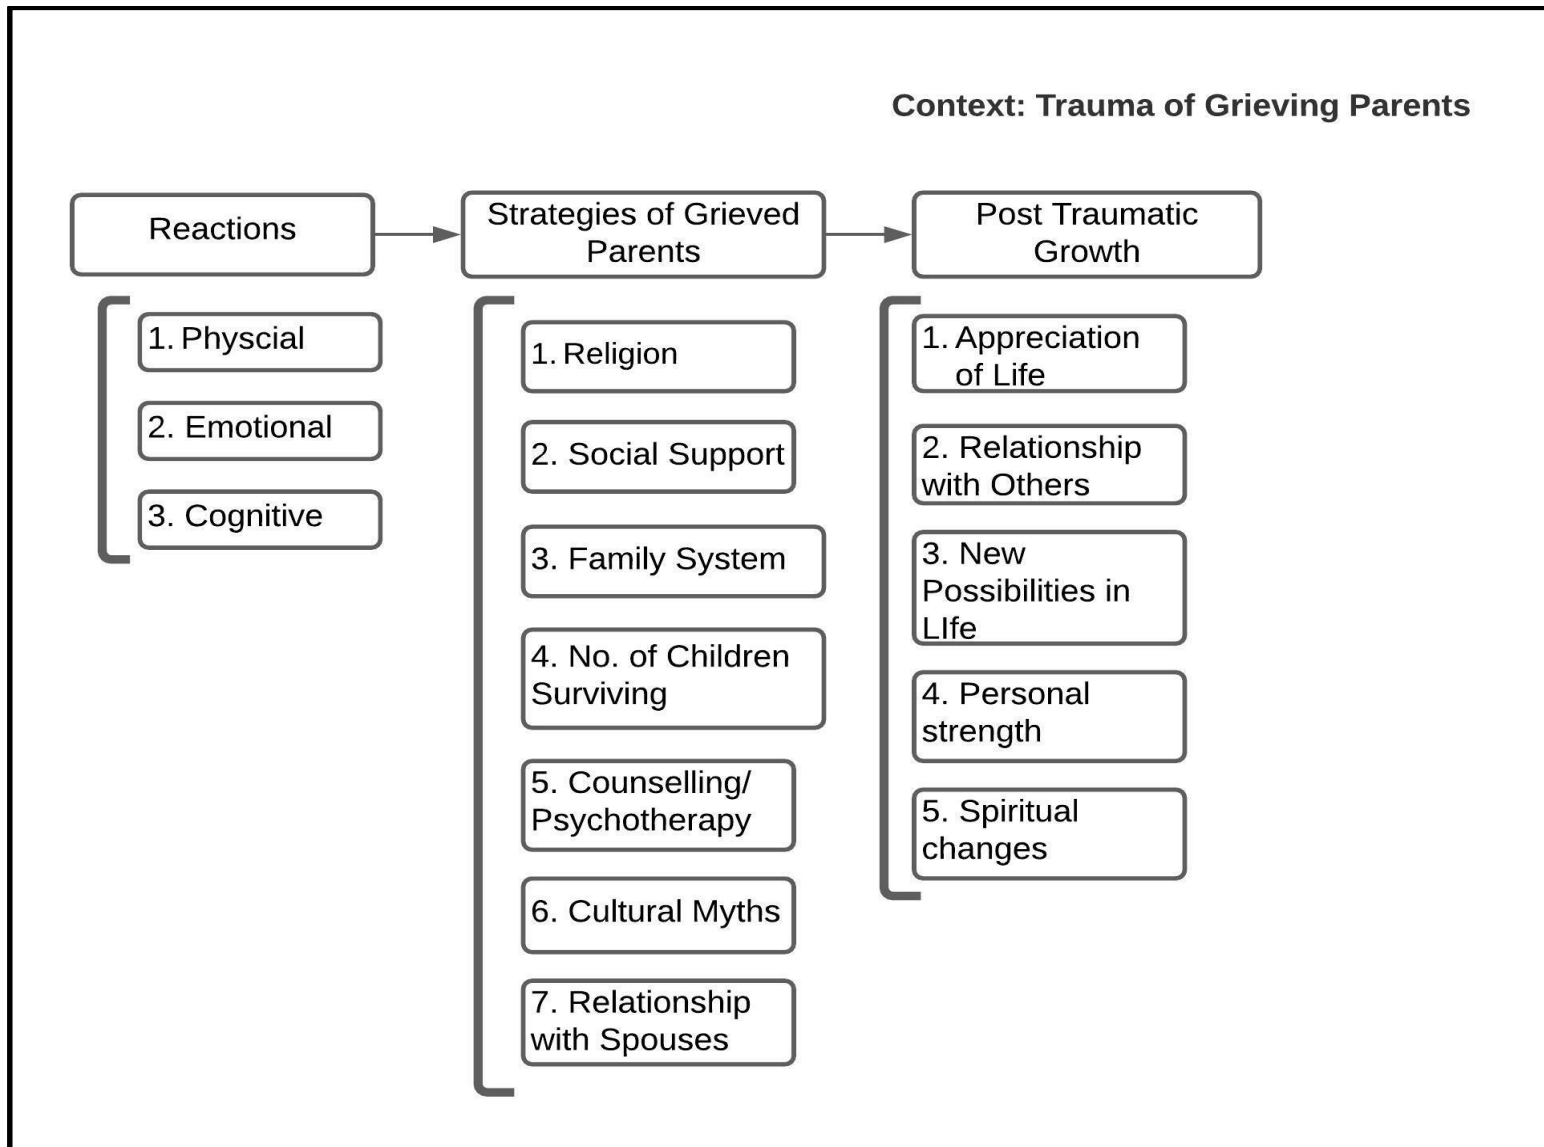 Context: Trauma of Grieving Parents
Reactions
Strategies of Grieved
Parents
Post Traumatic
Growth
1. Physcial
2. Emotional
3. Cognitive
1. Religion
2. Social Support
3. Family System
4. No. of Children
Surviving
5. Counselling/
Psychotherapy
6. Cultural Myths
7. Relationship
with Spouses
1. Appreciation
of Life
2. Relationship
with Others
3. New
Possibilities in
LIfe
4. Personal
strength
5. Spiritual
changes